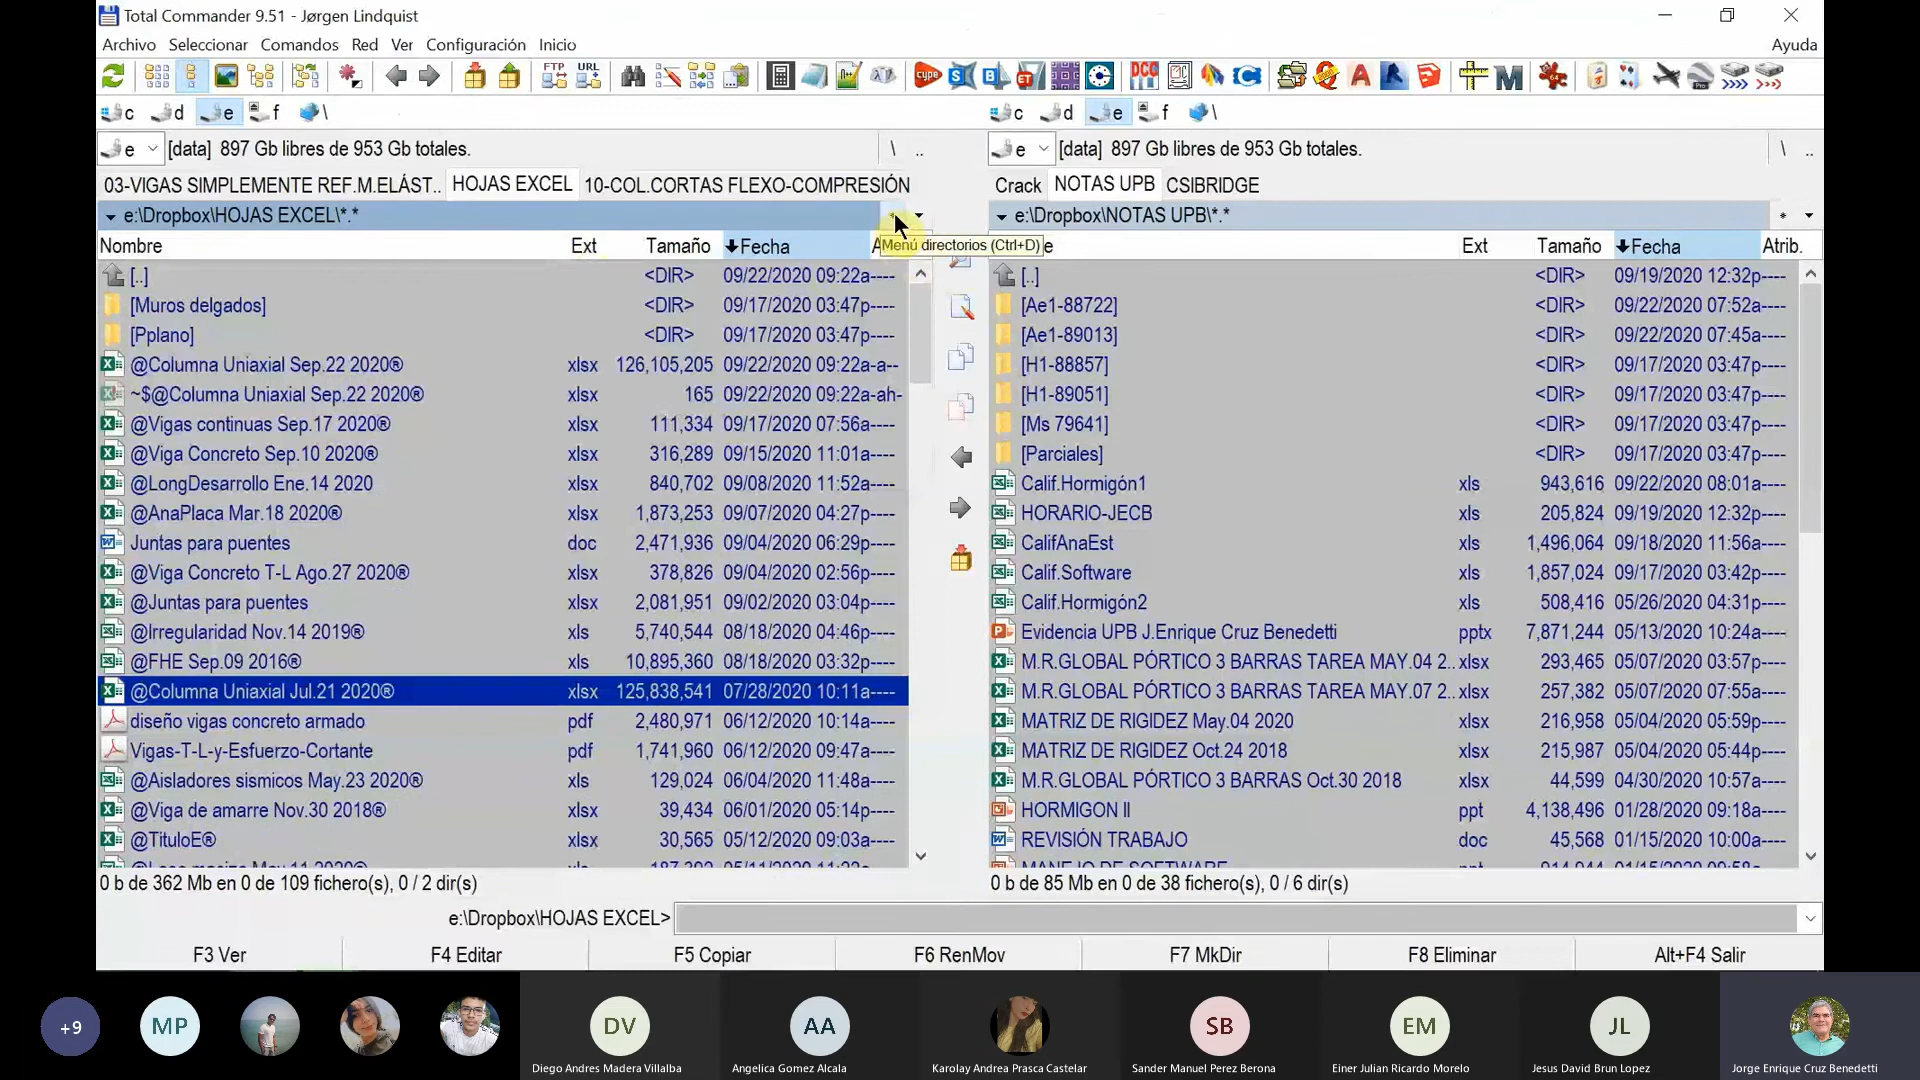 Total Commander 9.51 - Jørgen Lindquist
Archivo Seleccionar Comandos Red Ver Configuración Inicio Ayuda
FTP URL
c d e f \
c d e f \
e [data] 897 Gb libres de 953 Gb totales. \ ..
e [data] 897 Gb libres de 953 Gb totales. \ ..
03-VIGAS SIMPLEMENTE REF.M.ELÁST.. HOJAS EXCEL 10-COL.CORTAS FLEXO-COMPRESIÓN
Crack NOTAS UPB CSIBRIDGE
e:\Dropbox\HOJAS EXCEL\*.* *
e:\Dropbox\NOTAS UPB\*.* *
Menú directorios (Ctrl+D)
Nombre Ext Tamaño Fecha
[..] <DIR> 09/22/2020 09:22a----
[Muros delgados] <DIR> 09/17/2020 03:47p----
[Pplano] <DIR> 09/17/2020 03:47p----
@Columna Uniaxial Sep.22 2020® xlsx 126,105,205 09/22/2020 09:22a-a--
~$@Columna Uniaxial Sep.22 2020® xlsx 165 09/22/2020 09:22a-ah-
@Vigas continuas Sep.17 2020® xlsx 111,334 09/17/2020 07:56a----
@Viga Concreto Sep.10 2020® xlsx 316,289 09/15/2020 11:01a----
@LongDesarrollo Ene.14 2020 xlsx 840,702 09/08/2020 11:52a----
@AnaPlaca Mar.18 2020® xlsx 1,873,253 09/07/2020 04:27p----
Juntas para puentes doc 2,471,936 09/04/2020 06:29p----
@Viga Concreto T-L Ago.27 2020® xlsx 378,826 09/04/2020 02:56p----
@Juntas para puentes xlsx 2,081,951 09/02/2020 03:04p----
@Irregularidad Nov.14 2019® xls 5,740,544 08/18/2020 04:46p----
@FHE Sep.09 2016® xls 10,895,360 08/18/2020 03:32p----
@Columna Uniaxial Jul.21 2020® xlsx 125,838,541 07/28/2020 10:11a----
diseño vigas concreto armado pdf 2,480,971 06/12/2020 10:14a----
Vigas-T-L-y-Esfuerzo-Cortante pdf 1,741,960 06/12/2020 09:47a----
@Aisladores sismicos May.23 2020® xls 129,024 06/04/2020 11:48a----
@Viga de amarre Nov.30 2018® xlsx 39,434 06/01/2020 05:14p----
@TituloE® xlsx 30,565 05/12/2020 09:03a----
Ext Tamaño Fecha Atrib.
[..] <DIR> 09/19/2020 12:32p----
[Ae1-88722] <DIR> 09/22/2020 07:52a----
[Ae1-89013] <DIR> 09/22/2020 07:45a----
[H1-88857] <DIR> 09/17/2020 03:47p----
[H1-89051] <DIR> 09/17/2020 03:47p----
[Ms 79641] <DIR> 09/17/2020 03:47p----
[Parciales] <DIR> 09/17/2020 03:47p----
Calif.Hormigón1 xls 943,616 09/22/2020 08:01a----
HORARIO-JECB xls 205,824 09/19/2020 12:32p----
CalifAnaEst xls 1,496,064 09/18/2020 11:56a----
Calif.Software xls 1,857,024 09/17/2020 03:42p----
Calif.Hormigón2 xls 508,416 05/26/2020 04:31p----
Evidencia UPB J.Enrique Cruz Benedetti pptx 7,871,244 05/13/2020 10:24a----
M.R.GLOBAL PÓRTICO 3 BARRAS TAREA MAY.04 2.. xlsx 293,465 05/07/2020 03:57p----
M.R.GLOBAL PÓRTICO 3 BARRAS TAREA MAY.07 2.. xlsx 257,382 05/07/2020 07:55a----
MATRIZ DE RIGIDEZ May.04 2020 xlsx 216,958 05/04/2020 05:59p----
MATRIZ DE RIGIDEZ Oct.24 2018 xlsx 215,987 05/04/2020 05:44p----
M.R.GLOBAL PÓRTICO 3 BARRAS Oct.30 2018 xlsx 44,599 04/30/2020 10:57a----
HORMIGON II ppt 4,138,496 01/28/2020 09:18a----
REVISIÓN TRABAJO doc 45,568 01/15/2020 10:00a----
MANEJO DE SOFTWARE
0 b de 362 Mb en 0 de 109 fichero(s), 0 / 2 dir(s)
0 b de 85 Mb en 0 de 38 fichero(s), 0 / 6 dir(s)
e:\Dropbox\HOJAS EXCEL>
F3 Ver F4 Editar F5 Copiar F6 RenMov F7 MkDir F8 Eliminar Alt+F4 Salir
+9 MP DV AA SB EM JL
Diego Andres Madera Villalba
Angelica Gomez Alcala
Karolay Andrea Prasca Castelar
Sander Manuel Perez Berona
Einer Julian Ricardo Morelo
Jesus David Brun Lopez
Jorge Enrique Cruz Benedetti